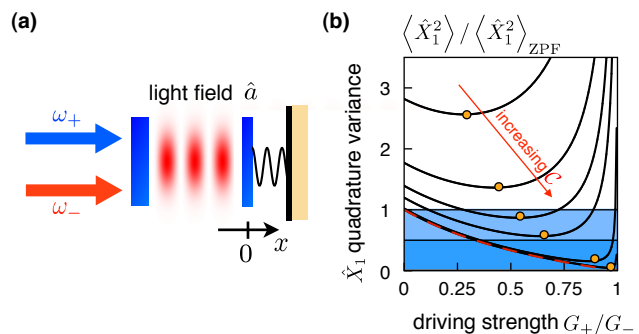 (a)
light field â
ω₊
ω₋
0
x
(b)
⟨X̂₁²⟩ / ⟨X̂₁²⟩_ZPF
X̂₁ quadrature variance
3
2
1
0
increasing 𝒞
0 0.25 0.5 0.75 1
driving strength G₊/G₋